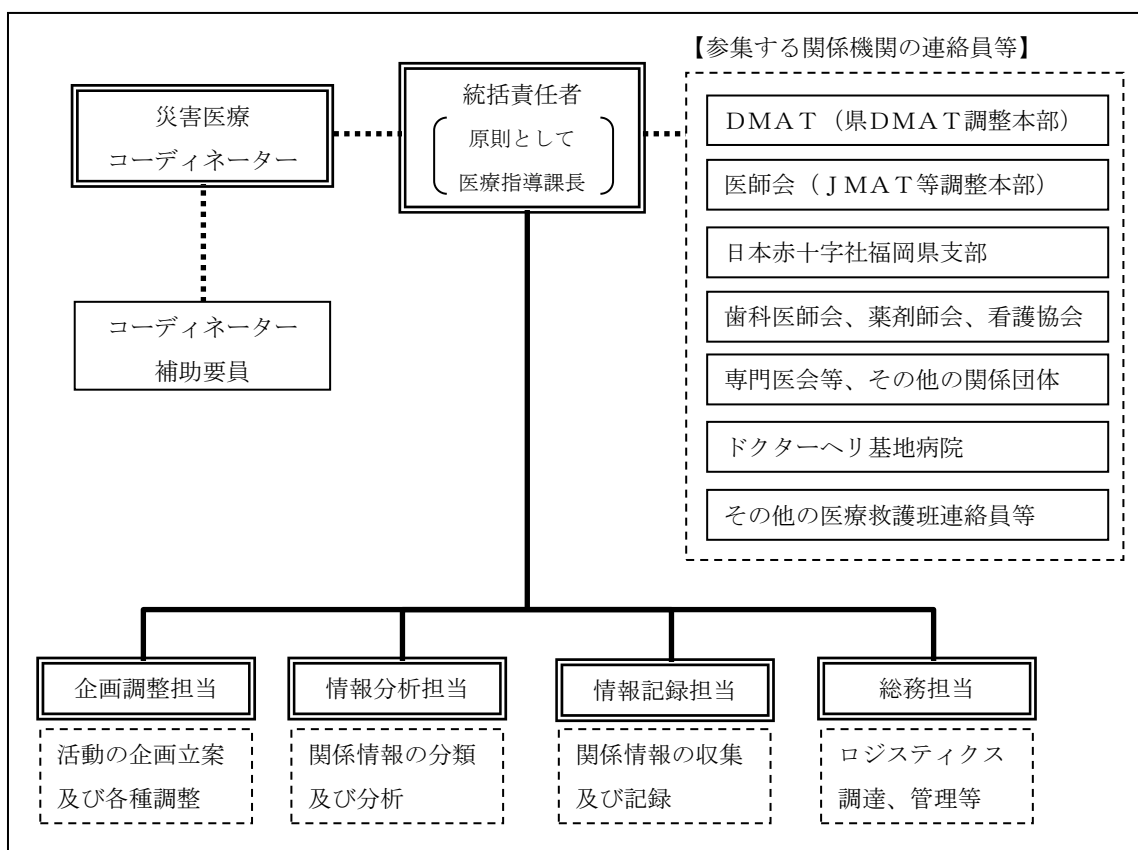 【参集する関係機関の連絡員等】
災害医療
コーディネーター
統括責任者
原則として
医療指導課長
DMAT（県DMAT調整本部）
医師会（JMAT等調整本部）
日本赤十字社福岡県支部
歯科医師会、薬剤師会、看護協会
専門医会等、その他の関係団体
ドクターヘリ基地病院
その他の医療救護班連絡員等
コーディネーター
補助要員
企画調整担当
活動の企画立案
及び各種調整
情報分析担当
関係情報の分類
及び分析
情報記録担当
関係情報の収集
及び記録
総務担当
ロジスティクス
調達、管理等